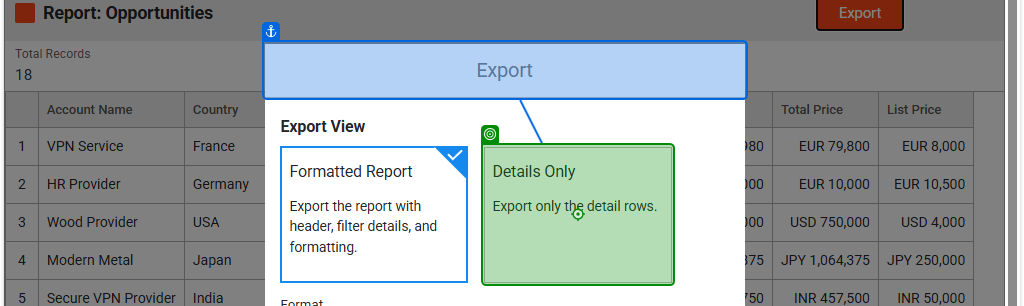 Report: Opportunities
Export
Total Records
18
Export
Account Name Country Total Price List Price
Export View
1 VPN Service France 980 EUR 79,800 EUR 8,000
Formatted Report Details Only
2 HR Provider Germany 000 EUR 10,000 EUR 10,500
Export the report with Export only the detail rows.
header, filter details, and
formatting.
3 Wood Provider USA 000 USD 750,000 USD 4,000
4 Modern Metal Japan 375 JPY 1,064,375 JPY 250,000
5 Secure VPN Provider India 750 INR 457,500 INR 50,000
Format